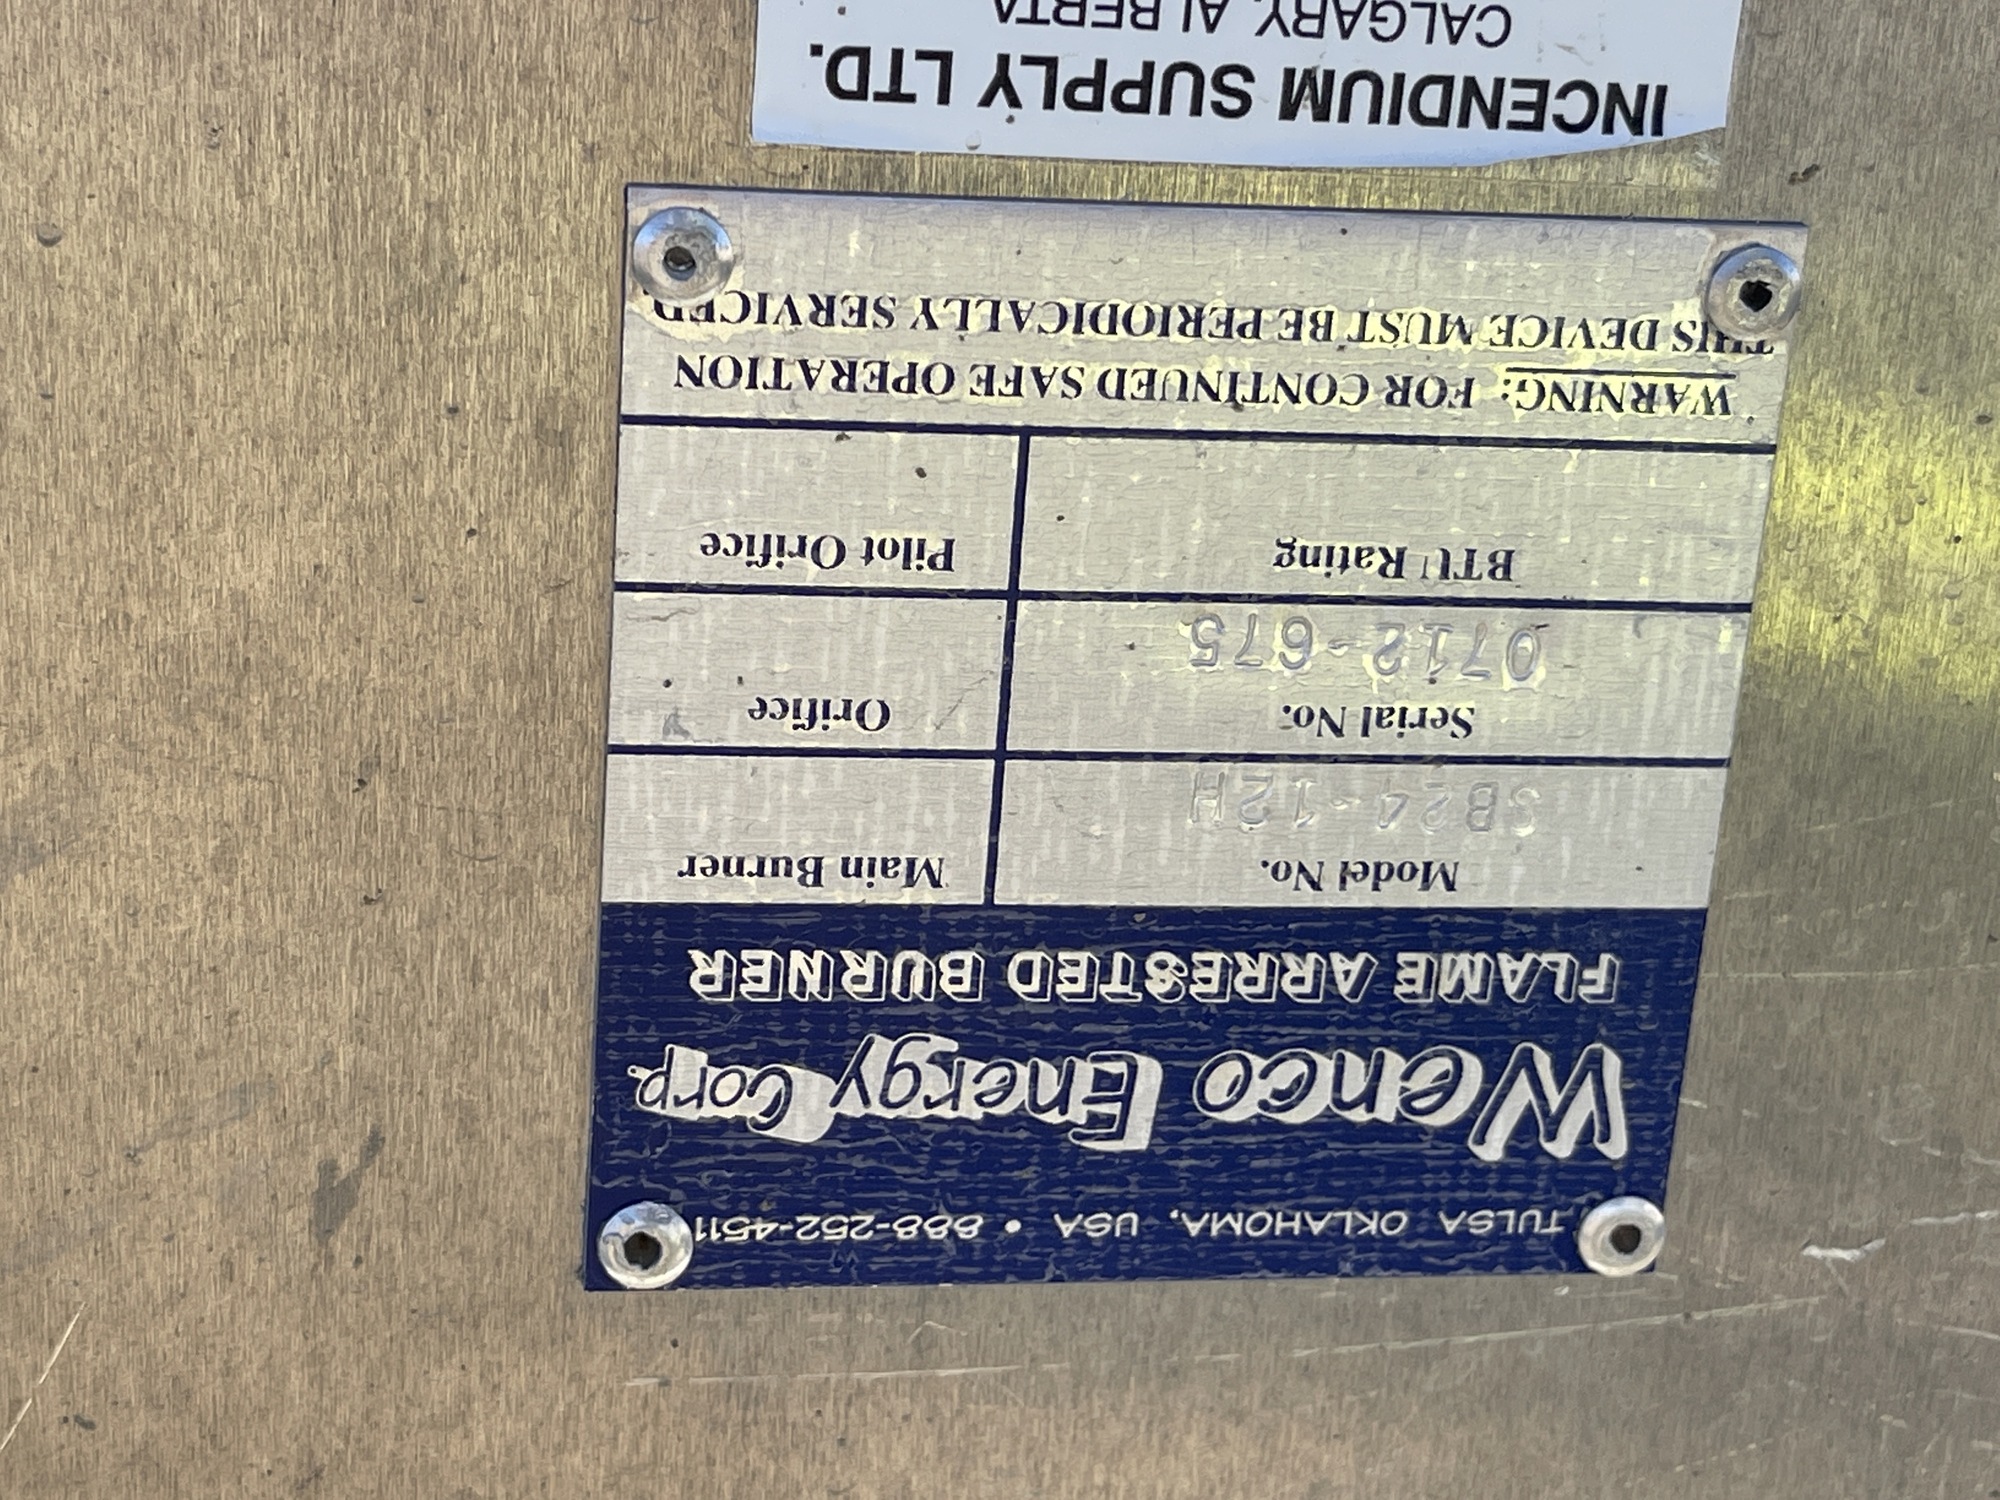 TULSA OKLAHOMA, USA • 888-252-4511
Wenco Energy Corp.
FLAME ARRESTED BURNER
Model No.
SB24-12H
Main Burner
Serial No.
0712-675
Orifice
BTU Rating
Pilot Orifice
WARNING: FOR CONTINUED SAFE OPERATION
THIS DEVICE MUST BE PERIODICALLY SERVICED.
INCENDIUM SUPPLY LTD.
CALGARY, ALBERTA